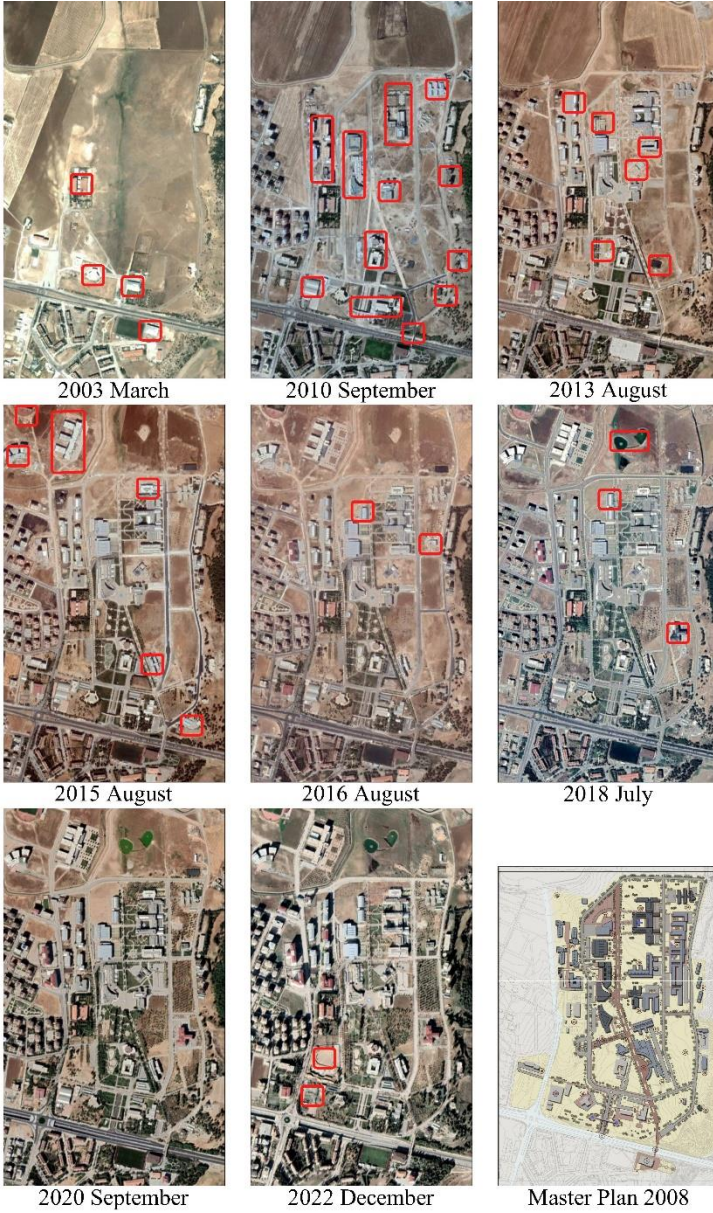 2003 March
2010 September
2013 August
2015 August
2016 August
2018 July
2020 September
2022 December
Master Plan 2008